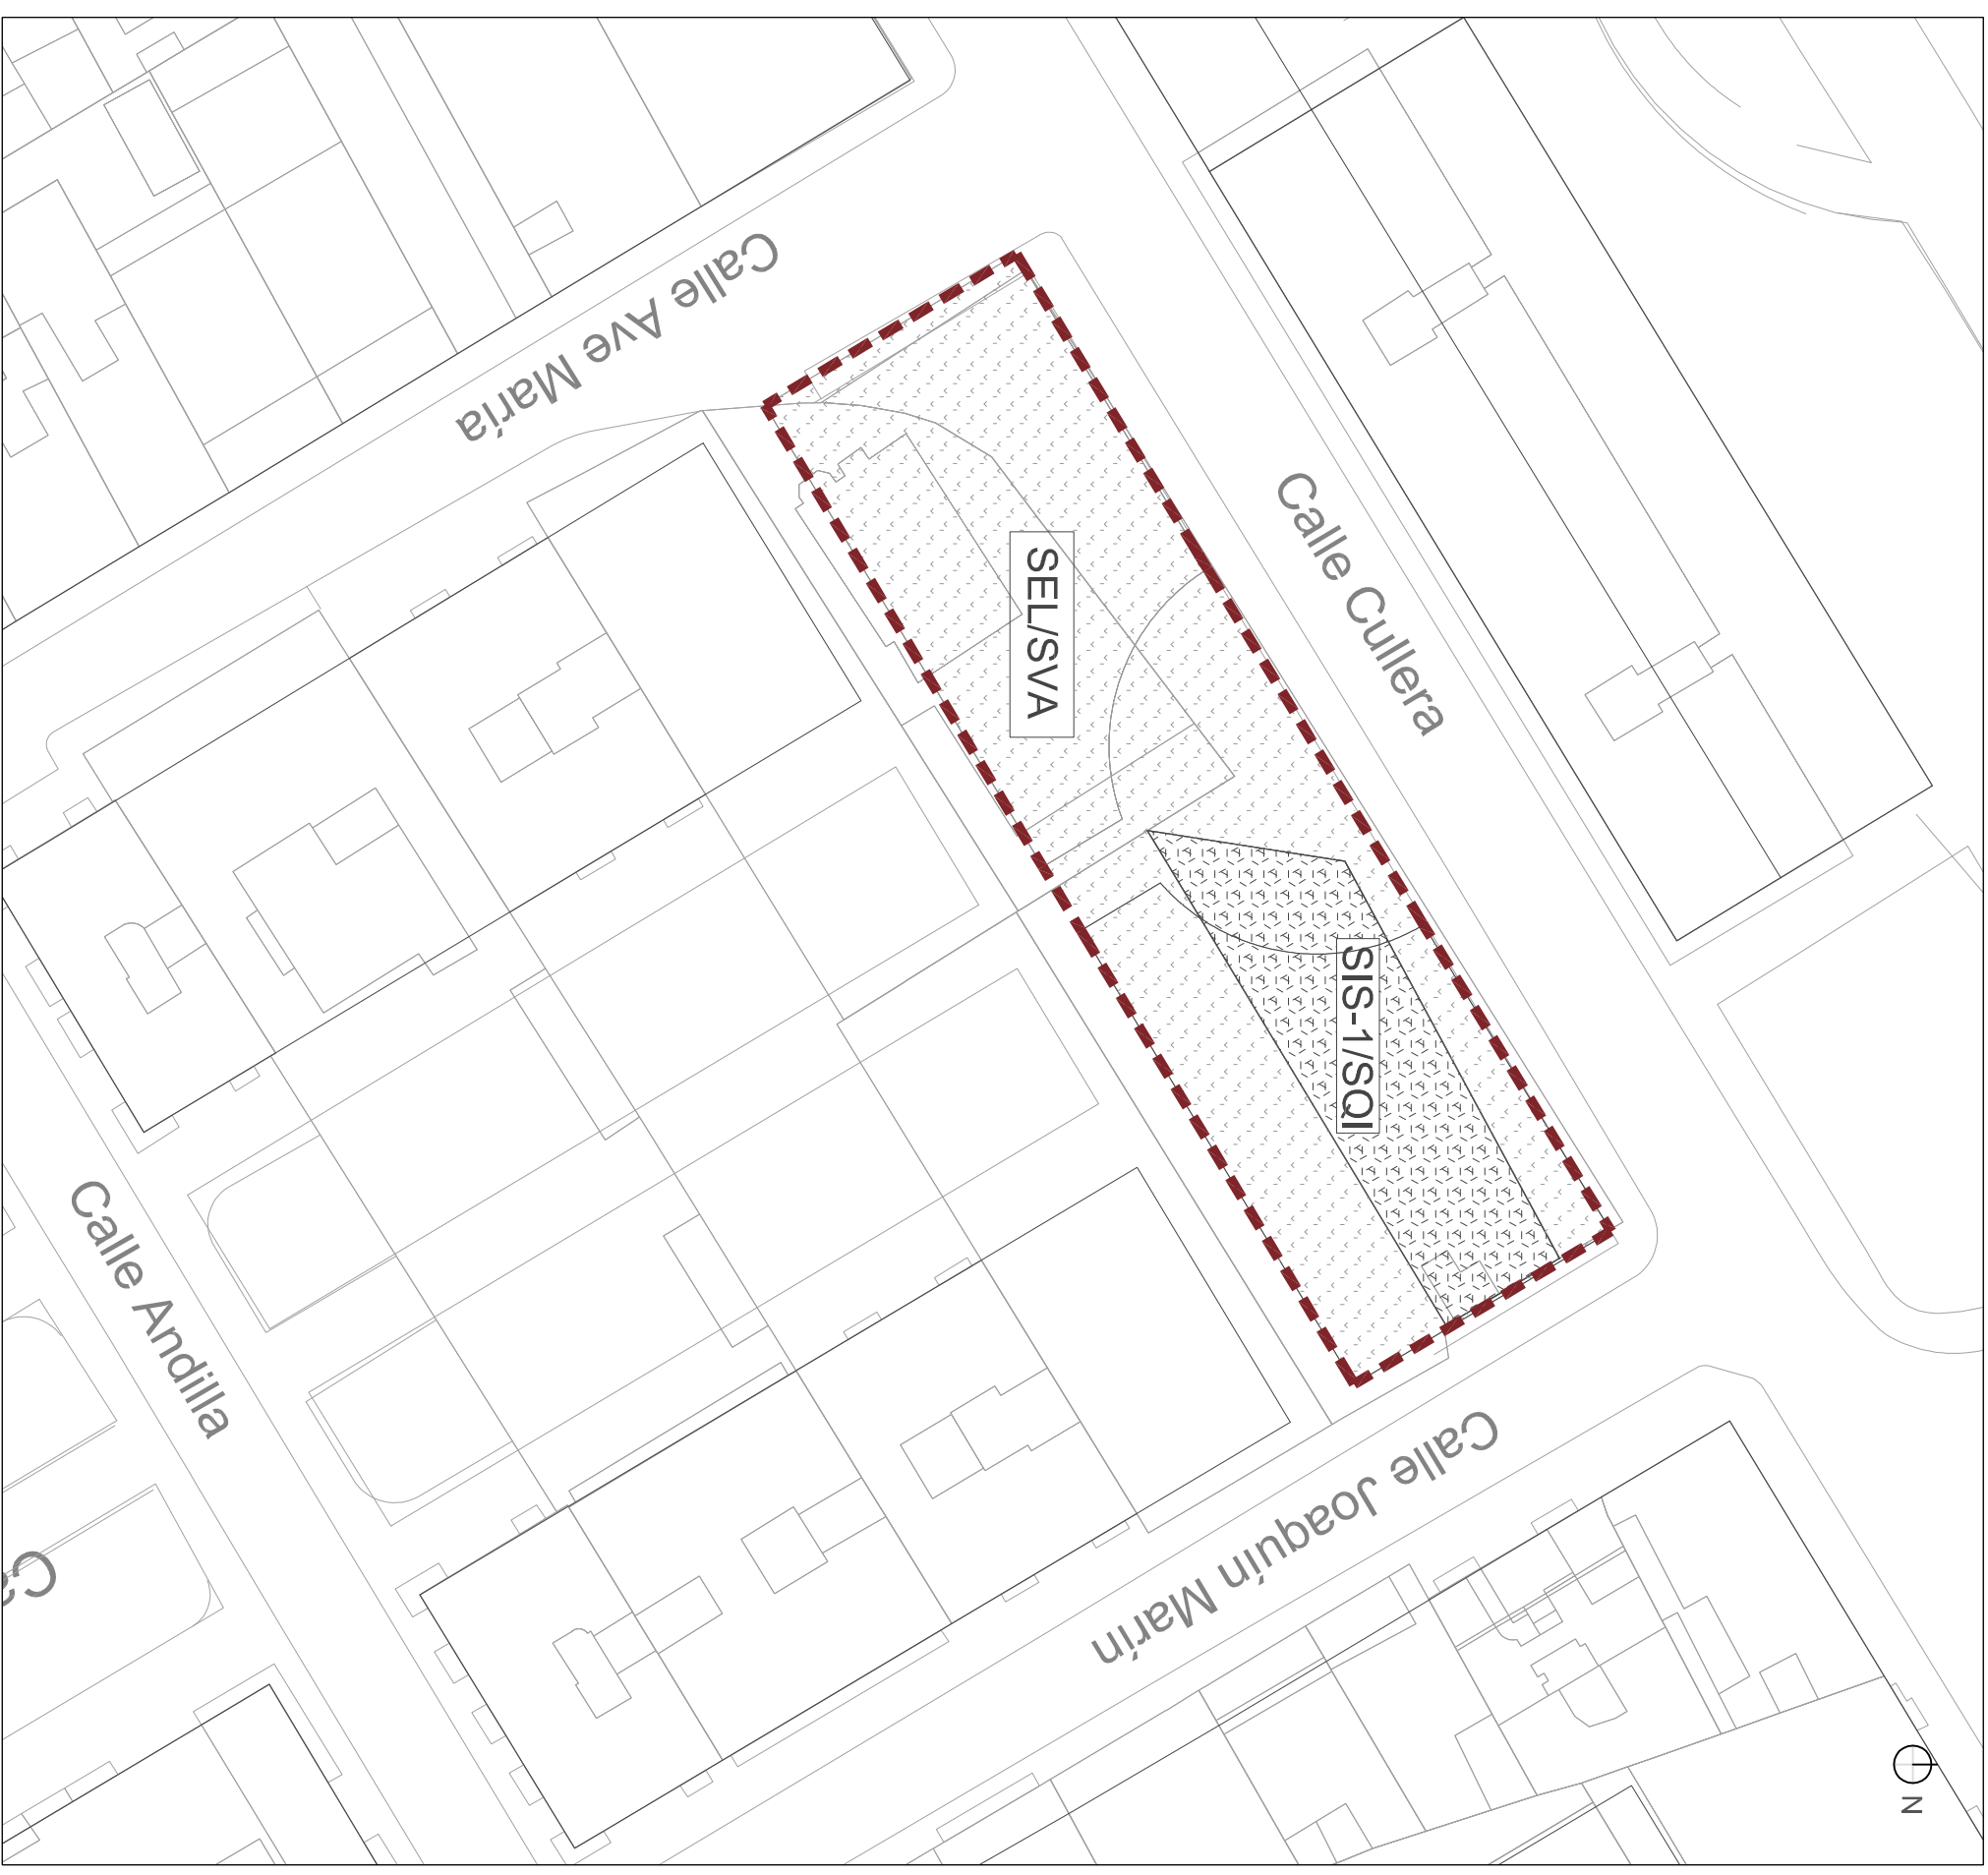 Calle Ave María
Calle Cullera
SEL/SVA
SIS-1/SQI
Calle Andilla
Calle Joaquín Marín
N